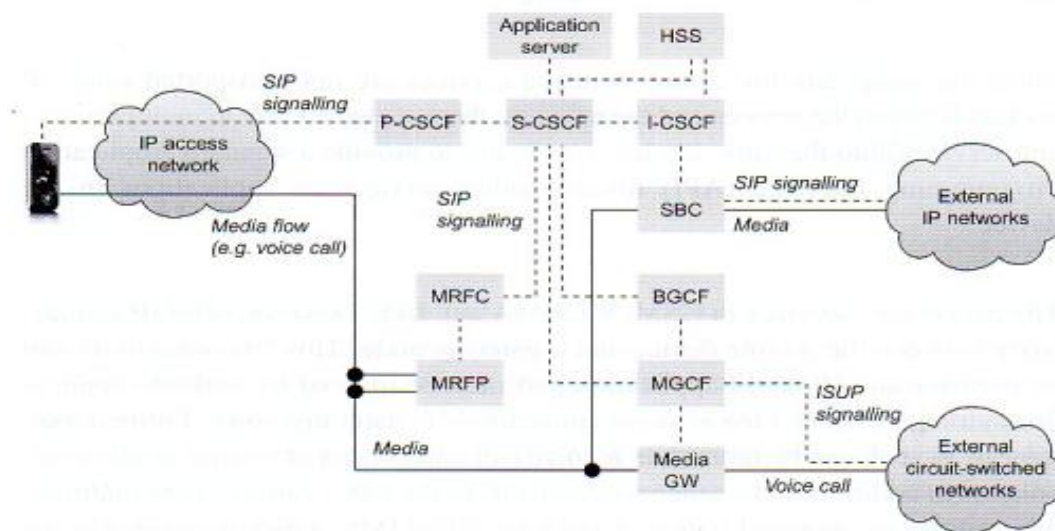 Application
server
HSS
SIP
signalling
P-CSCF
S-CSCF
I-CSCF
IP access
network
SIP
signalling
SIP signalling
SBC
Media
External
IP networks
Media flow
(e.g. voice call)
MRFC
BGCF
MRFP
MGCF
ISUP
signalling
Media
Media
GW
Voice call
External
circuit-switched
networks